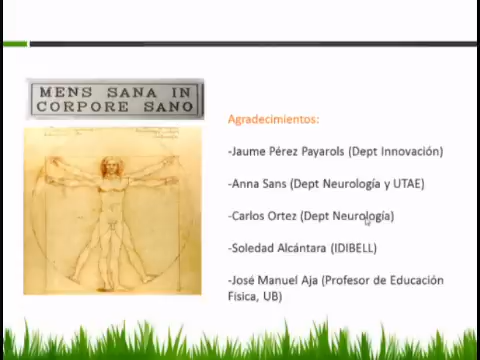 MENS SANA IN
CORPORE SANO
Agradecimientos:
-Jaume Pérez Payarols (Dept Innovación)
-Anna Sans (Dept Neurología y UTAE)
-Carlos Ortez (Dept Neurología)
-Soledad Alcántara (IDIBELL)
-José Manuel Aja (Profesor de Educación
Física, UB)